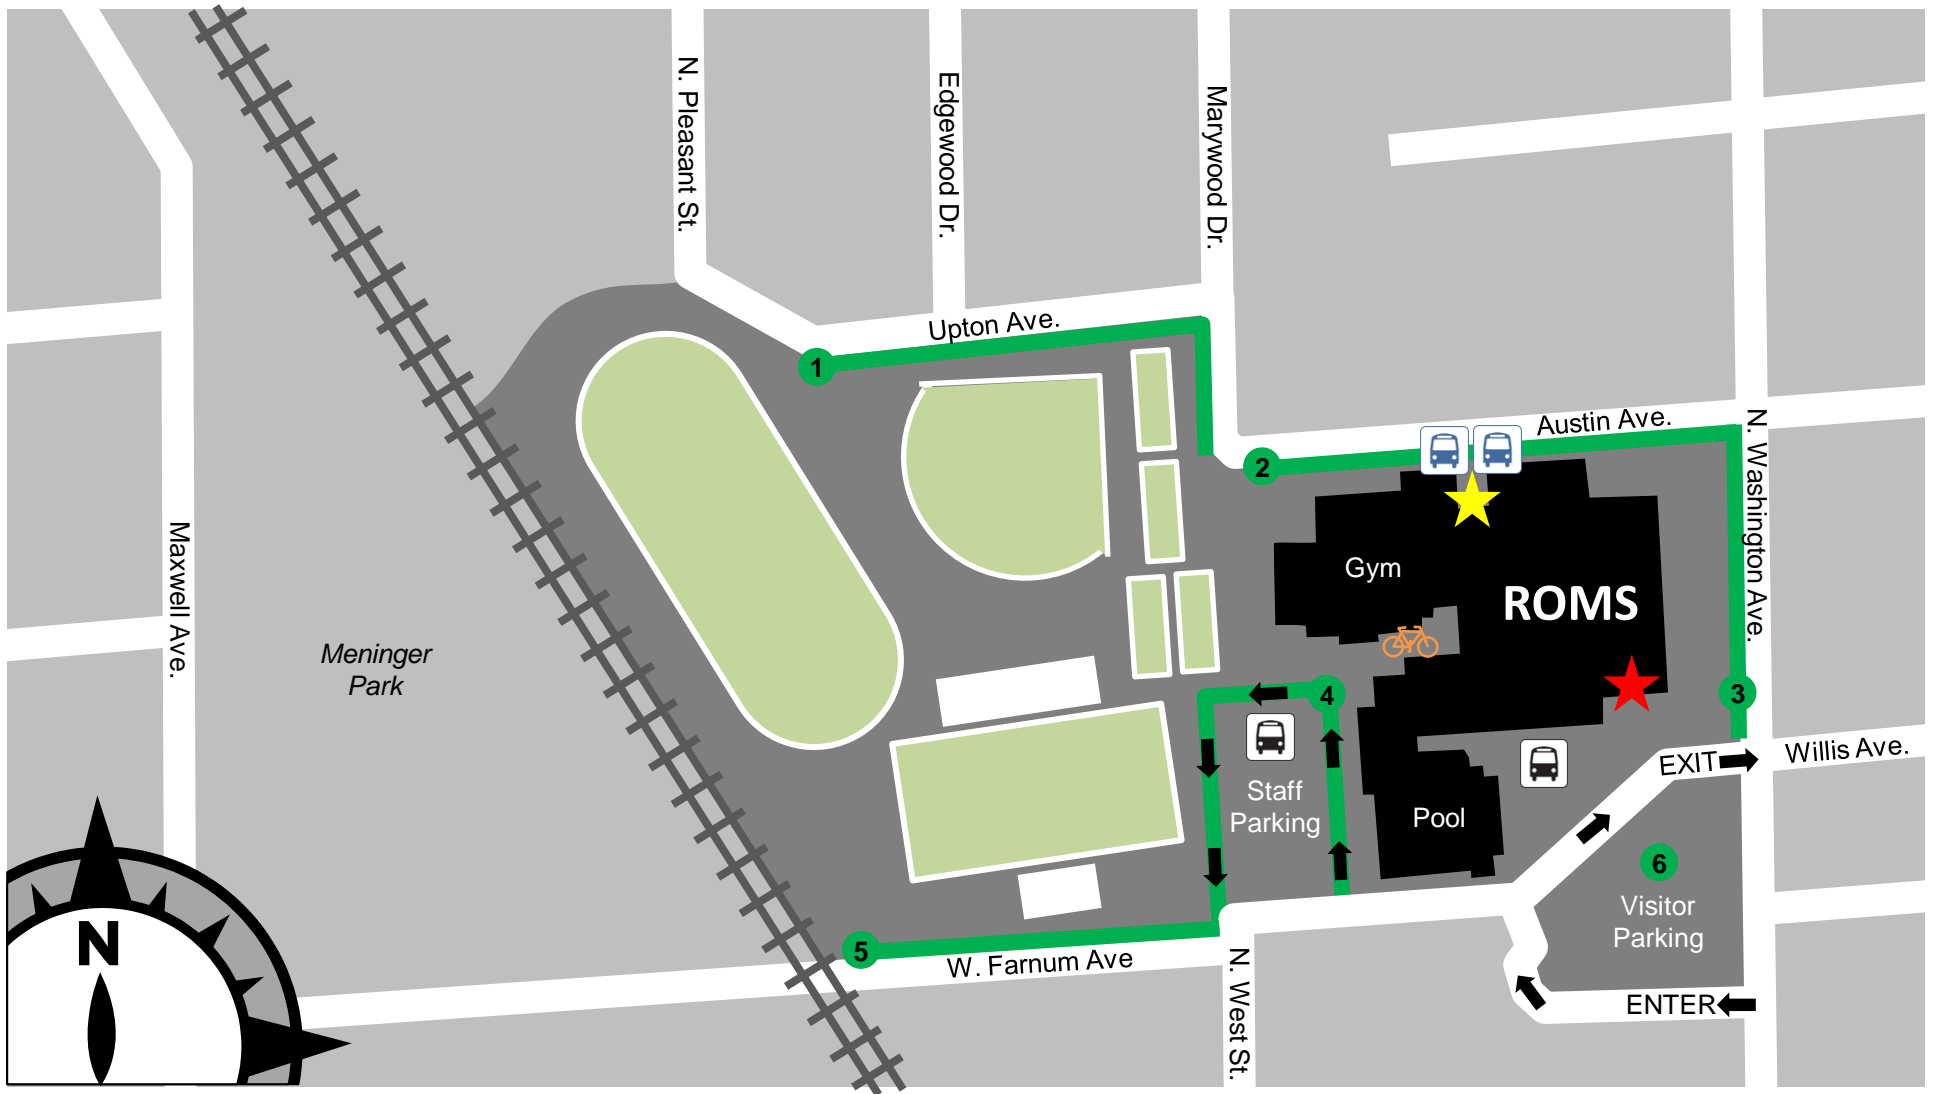 N. Pleasant St.
Edgewood Dr.
Marywood Dr.
Upton Ave.
1
Austin Ave.
2
N. Washington Ave.
Gym
ROMS
Maxwell Ave.
Meninger
Park
4
3
Willis Ave.
EXIT
Staff
Parking
Pool
6
Visitor
Parking
N
5
W. Farnum Ave
N. West St.
ENTER